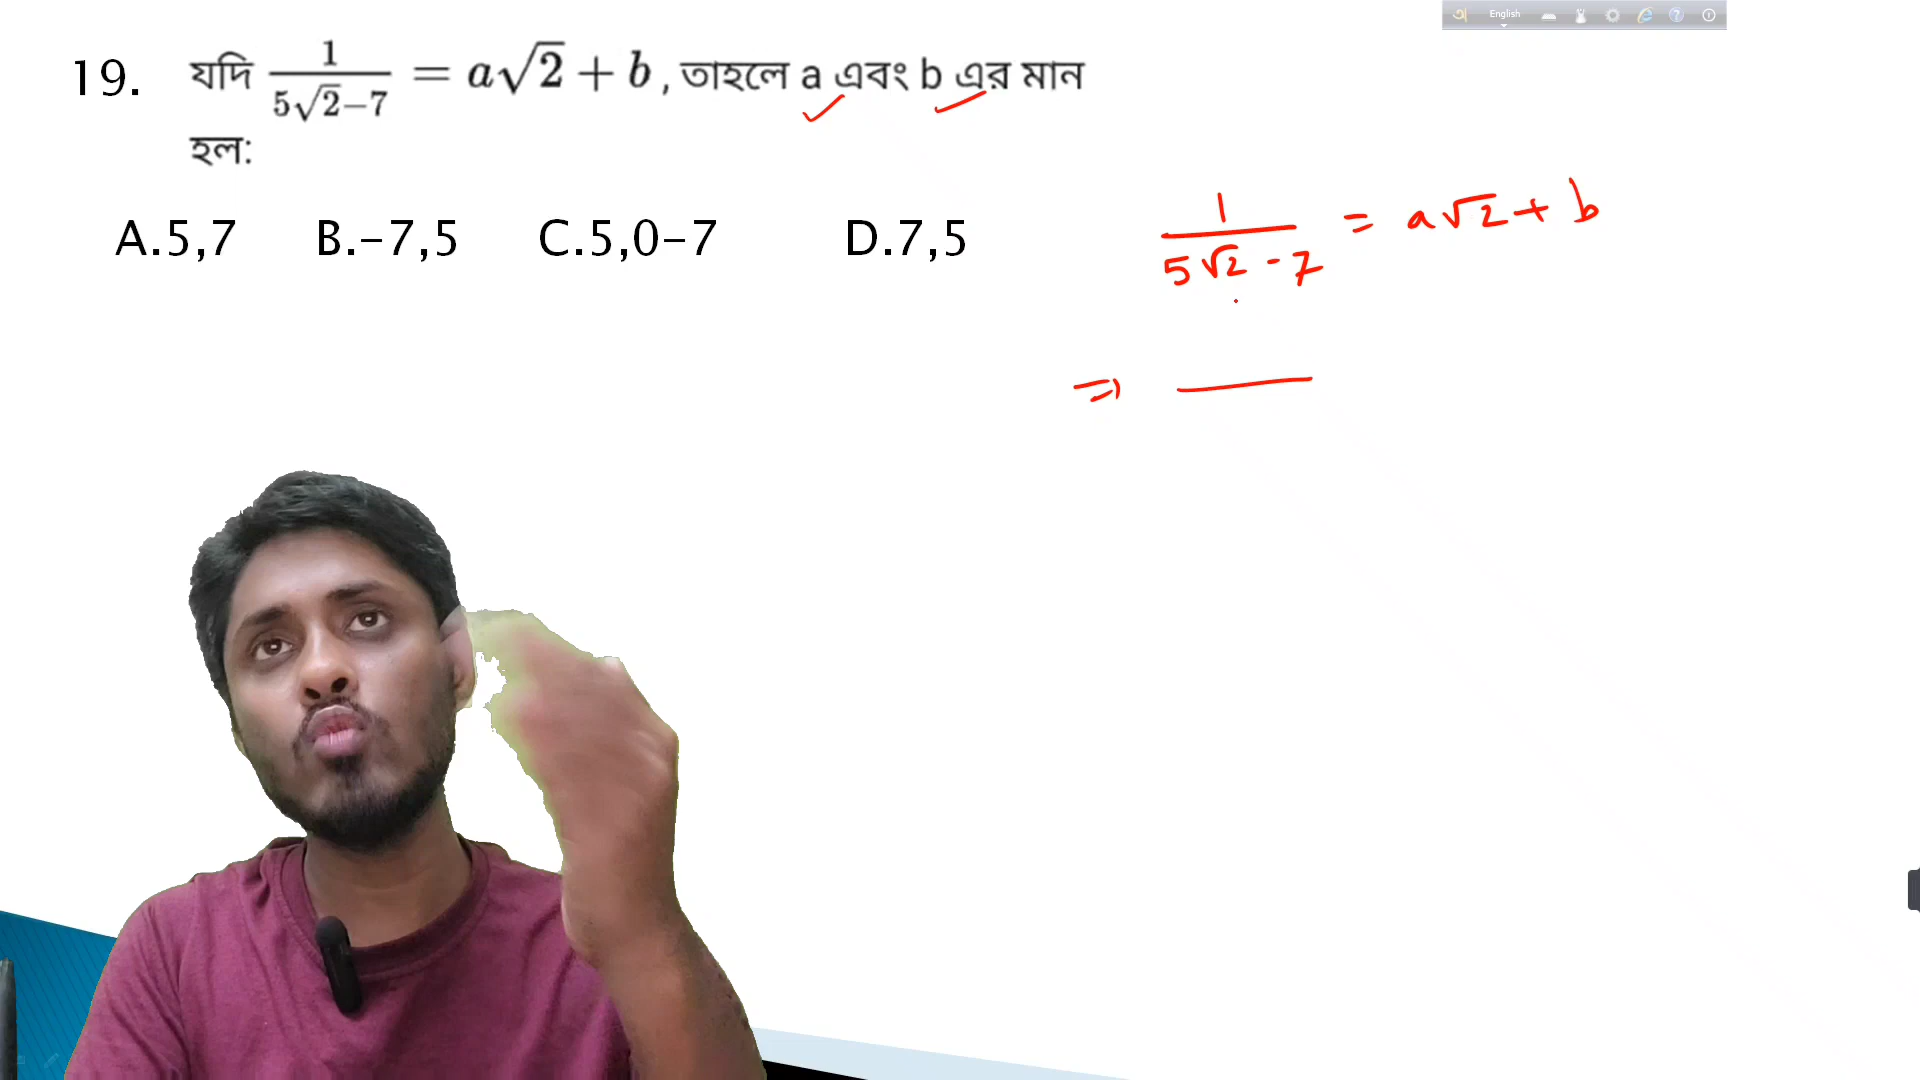 English
19. যদি 1/(5√2−7) = a√2 + b, তাহলে a এবং b এর মান
হল:
A.5,7 B.-7,5 C.5,0-7 D.7,5
1/(5√2 - 7) = a√2 + b
⇒